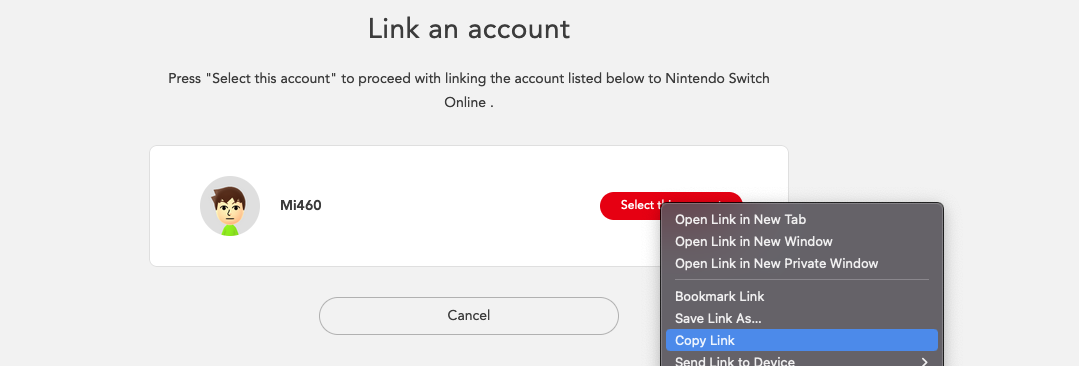 Link an account
Press "Select this account" to proceed with linking the account listed below to Nintendo Switch
Online .
Mi460
Select
Open Link in New Tab
Open Link in New Window
Open Link in New Private Window
Bookmark Link
Save Link As...
Copy Link
Cancel
Send Link to Device